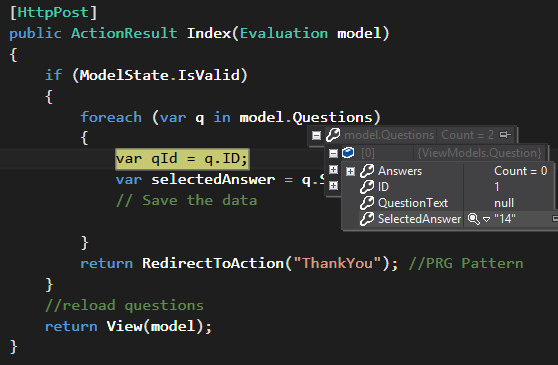 [HttpPost]
public ActionResult Index(Evaluation model)
{
if (ModelState.IsValid)
{
foreach (var q in model.Questions)
{
model.Questions Count = 2
var qId = q.ID;
[0] {ViewModels.Question}
var selectedAnswer = q.S
Answers Count = 0
ID 1
// Save the data
QuestionText null
SelectedAnswer "14"
}
return RedirectToAction("ThankYou"); //PRG Pattern
}
//reload questions
return View(model);
}